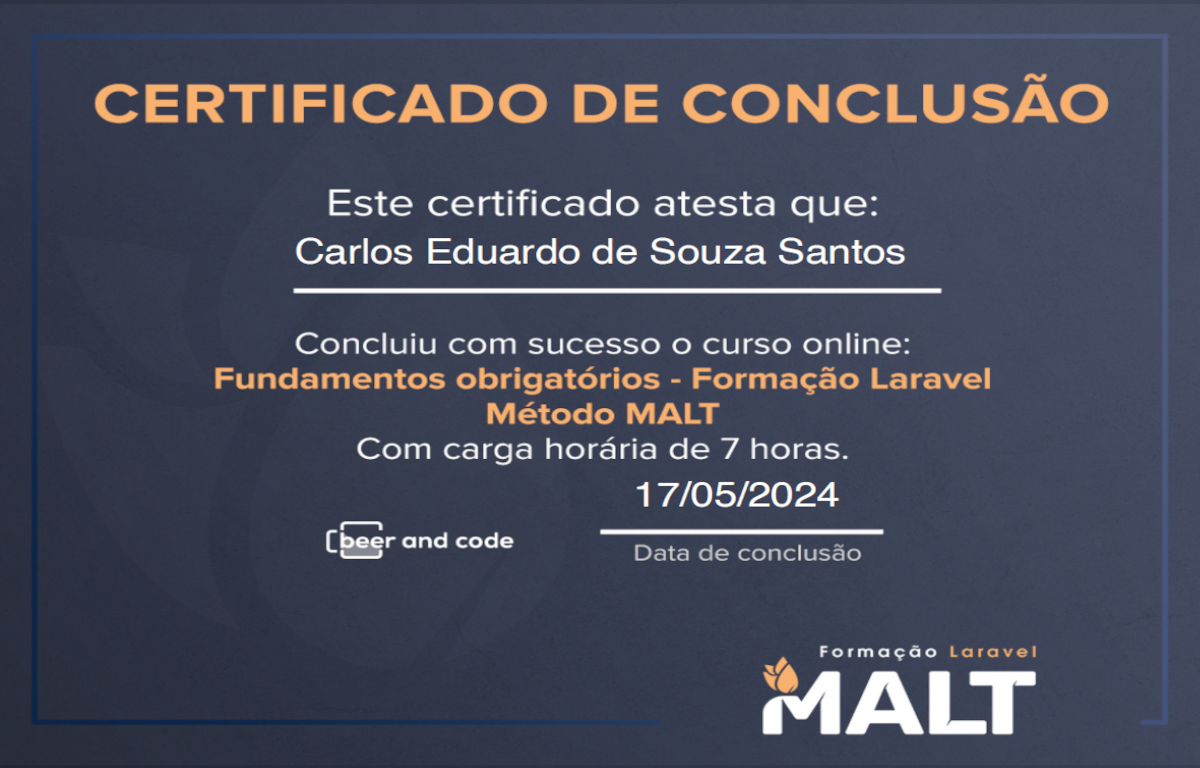 CERTIFICADO DE CONCLUSÃO
Este certificado atesta que:
Carlos Eduardo de Souza Santos
Concluiu com sucesso o curso online:
Fundamentos obrigatórios - Formação Laravel
Método MALT
Com carga horária de 7 horas.
17/05/2024
beer and code
Data de conclusão
Formação Laravel
MALT